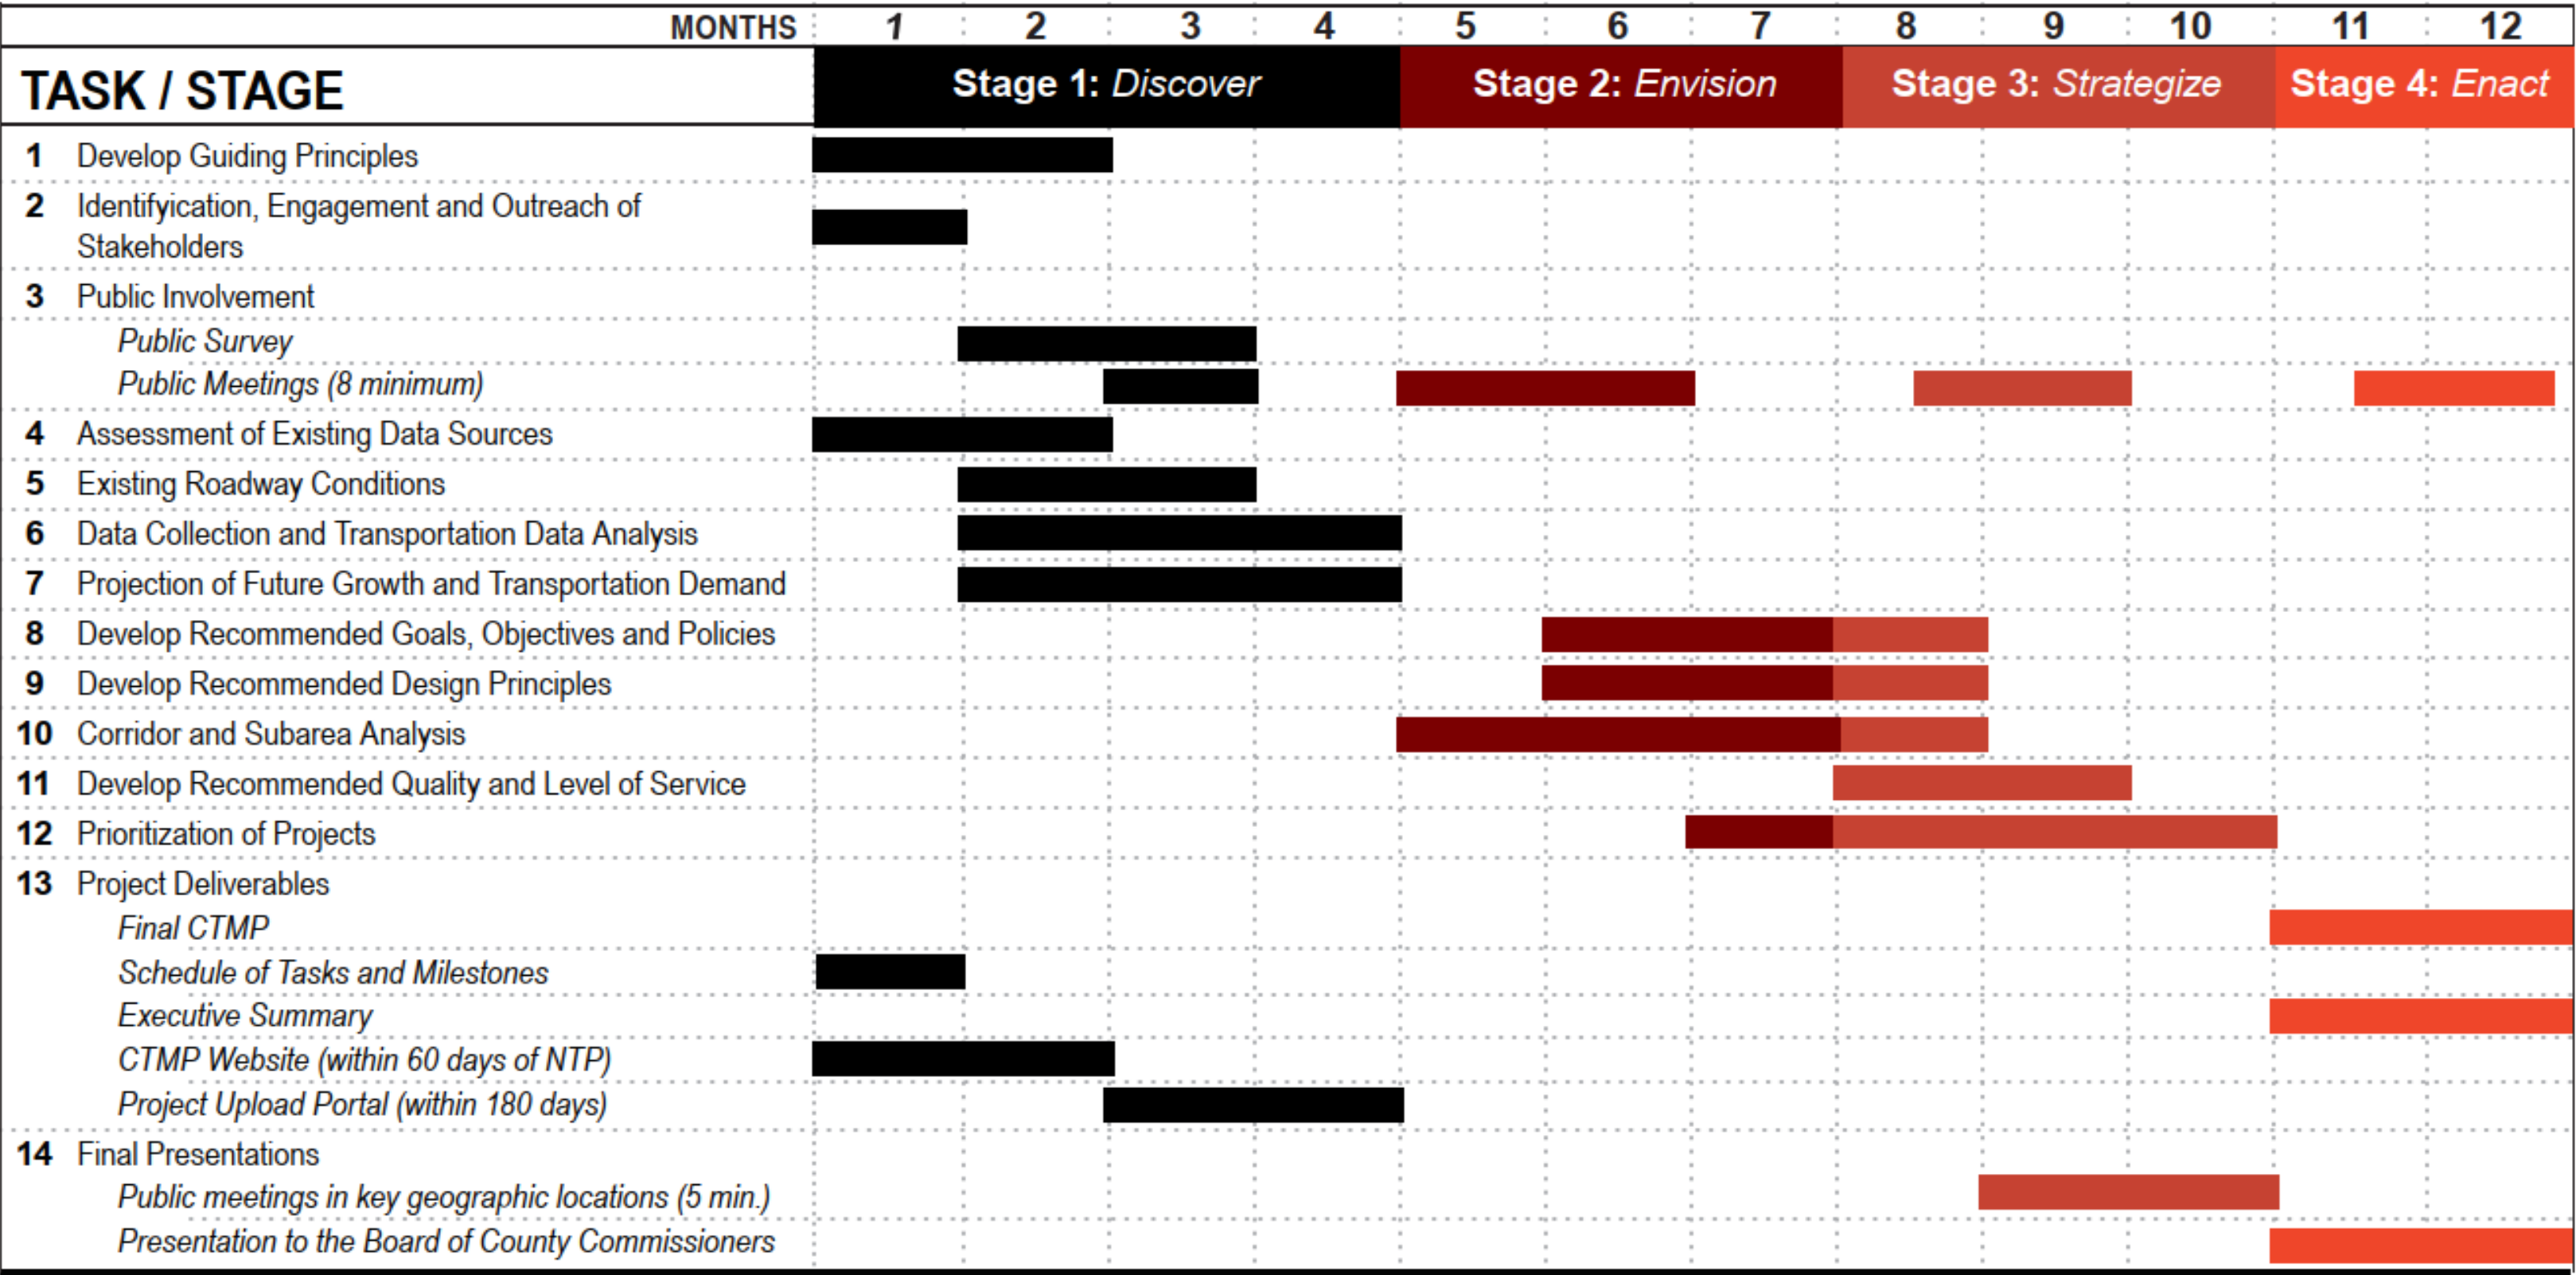 MONTHS 1 2 3 4 5 6 7 8 9 10 11 12
TASK / STAGE Stage 1: Discover Stage 2: Envision Stage 3: Strategize Stage 4: Enact
1 Develop Guiding Principles
2 Identifyication, Engagement and Outreach of
Stakeholders
3 Public Involvement
Public Survey
Public Meetings (8 minimum)
4 Assessment of Existing Data Sources
5 Existing Roadway Conditions
6 Data Collection and Transportation Data Analysis
7 Projection of Future Growth and Transportation Demand
8 Develop Recommended Goals, Objectives and Policies
9 Develop Recommended Design Principles
10 Corridor and Subarea Analysis
11 Develop Recommended Quality and Level of Service
12 Prioritization of Projects
13 Project Deliverables
Final CTMP
Schedule of Tasks and Milestones
Executive Summary
CTMP Website (within 60 days of NTP)
Project Upload Portal (within 180 days)
14 Final Presentations
Public meetings in key geographic locations (5 min.)
Presentation to the Board of County Commissioners